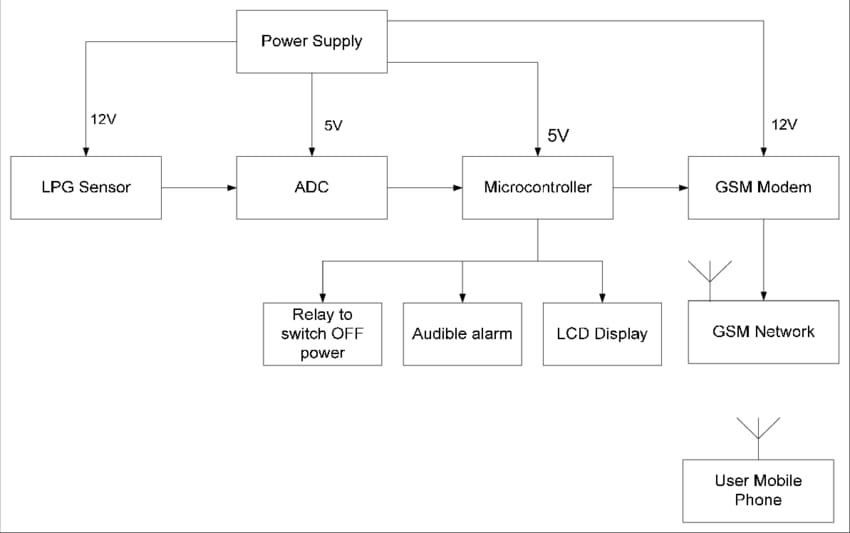 Power Supply
12V
5V
5V
12V
LPG Sensor
ADC
Microcontroller
GSM Modem
Relay to
switch OFF
power
Audible alarm
LCD Display
GSM Network
User Mobile
Phone